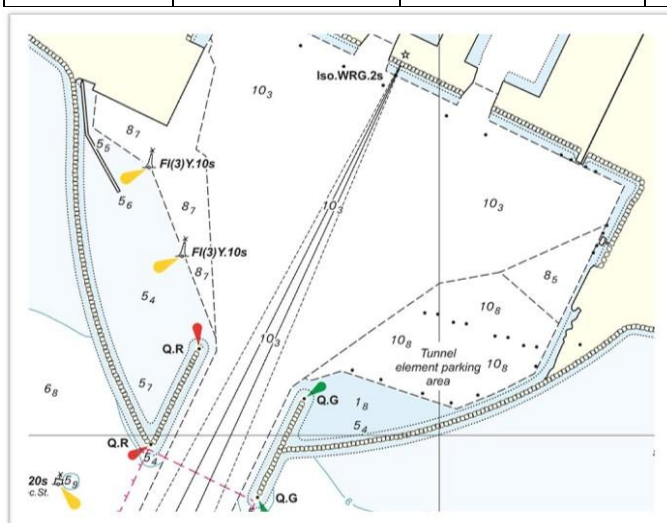 Iso.WRG.2s
10₃
8₇
5₅
Fl(3)Y.10s
5₆
8₇
10₃
10₃
Fl(3)Y.10s
8₇
5₄
8₅
10₈
10₃
Q.R
10₈
Tunnel
element parking
area
10₈
5₇
6₈
Q.G
1₈
5₄
Q.R
5₄
20s
5₉
c.St.
Q.G
6